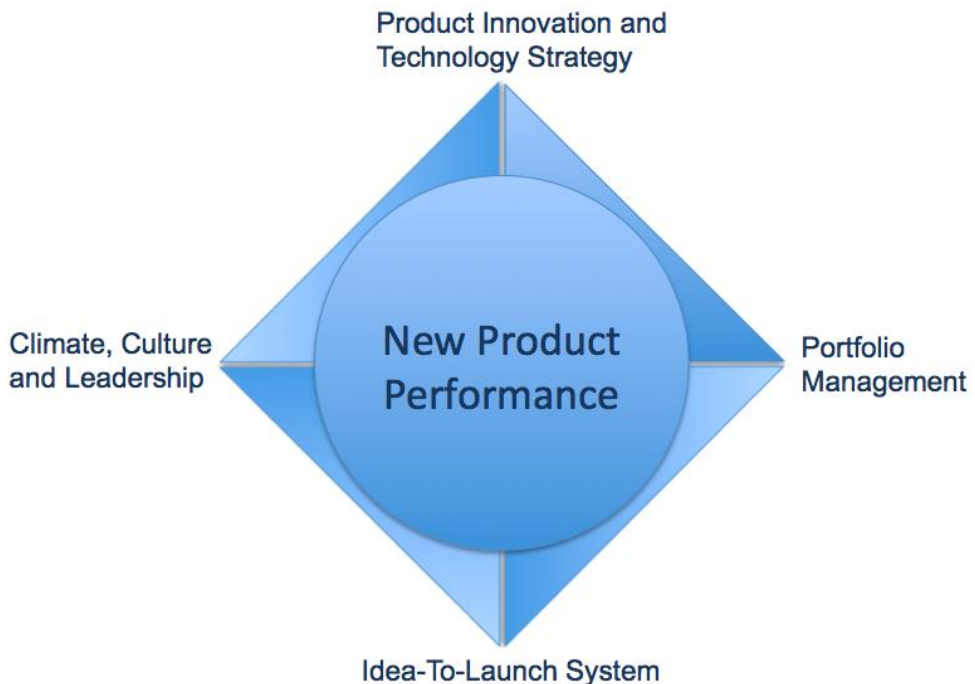 Product Innovation and
Technology Strategy
Climate, Culture
and Leadership
New Product
Performance
Portfolio
Management
Idea-To-Launch System